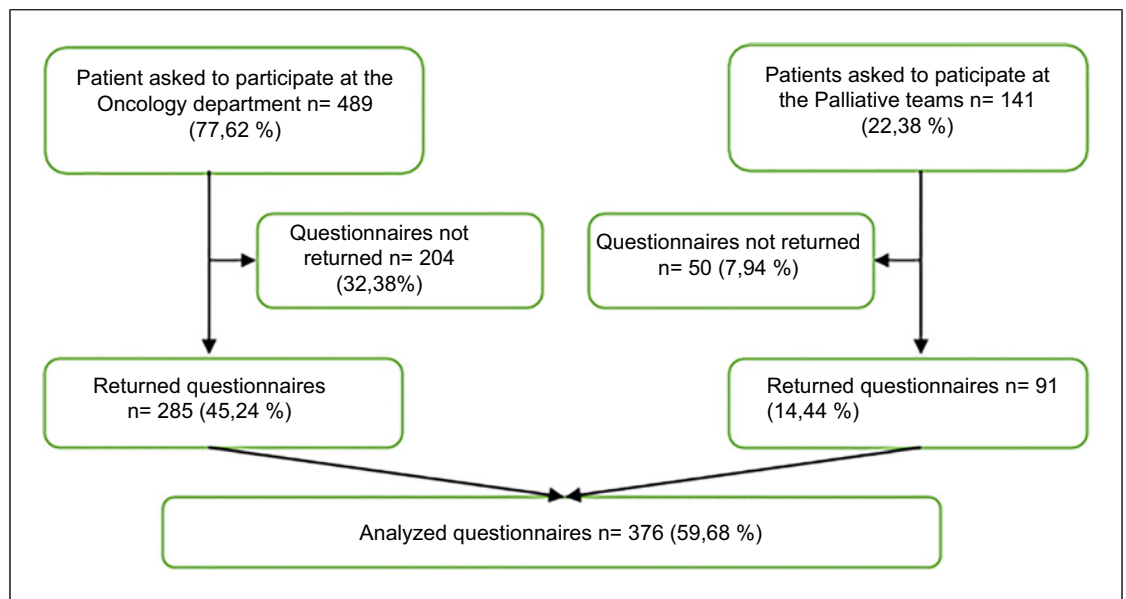 Patient asked to participate at the
Oncology department n= 489
(77,62 %)
Patients asked to paticipate at
the Palliative teams n= 141
(22,38 %)
Questionnaires not
returned n= 204
(32,38%)
Questionnaires not returned
n= 50 (7,94 %)
Returned questionnaires
n= 285 (45,24 %)
Returned questionnaires n= 91
(14,44 %)
Analyzed questionnaires n= 376 (59,68 %)